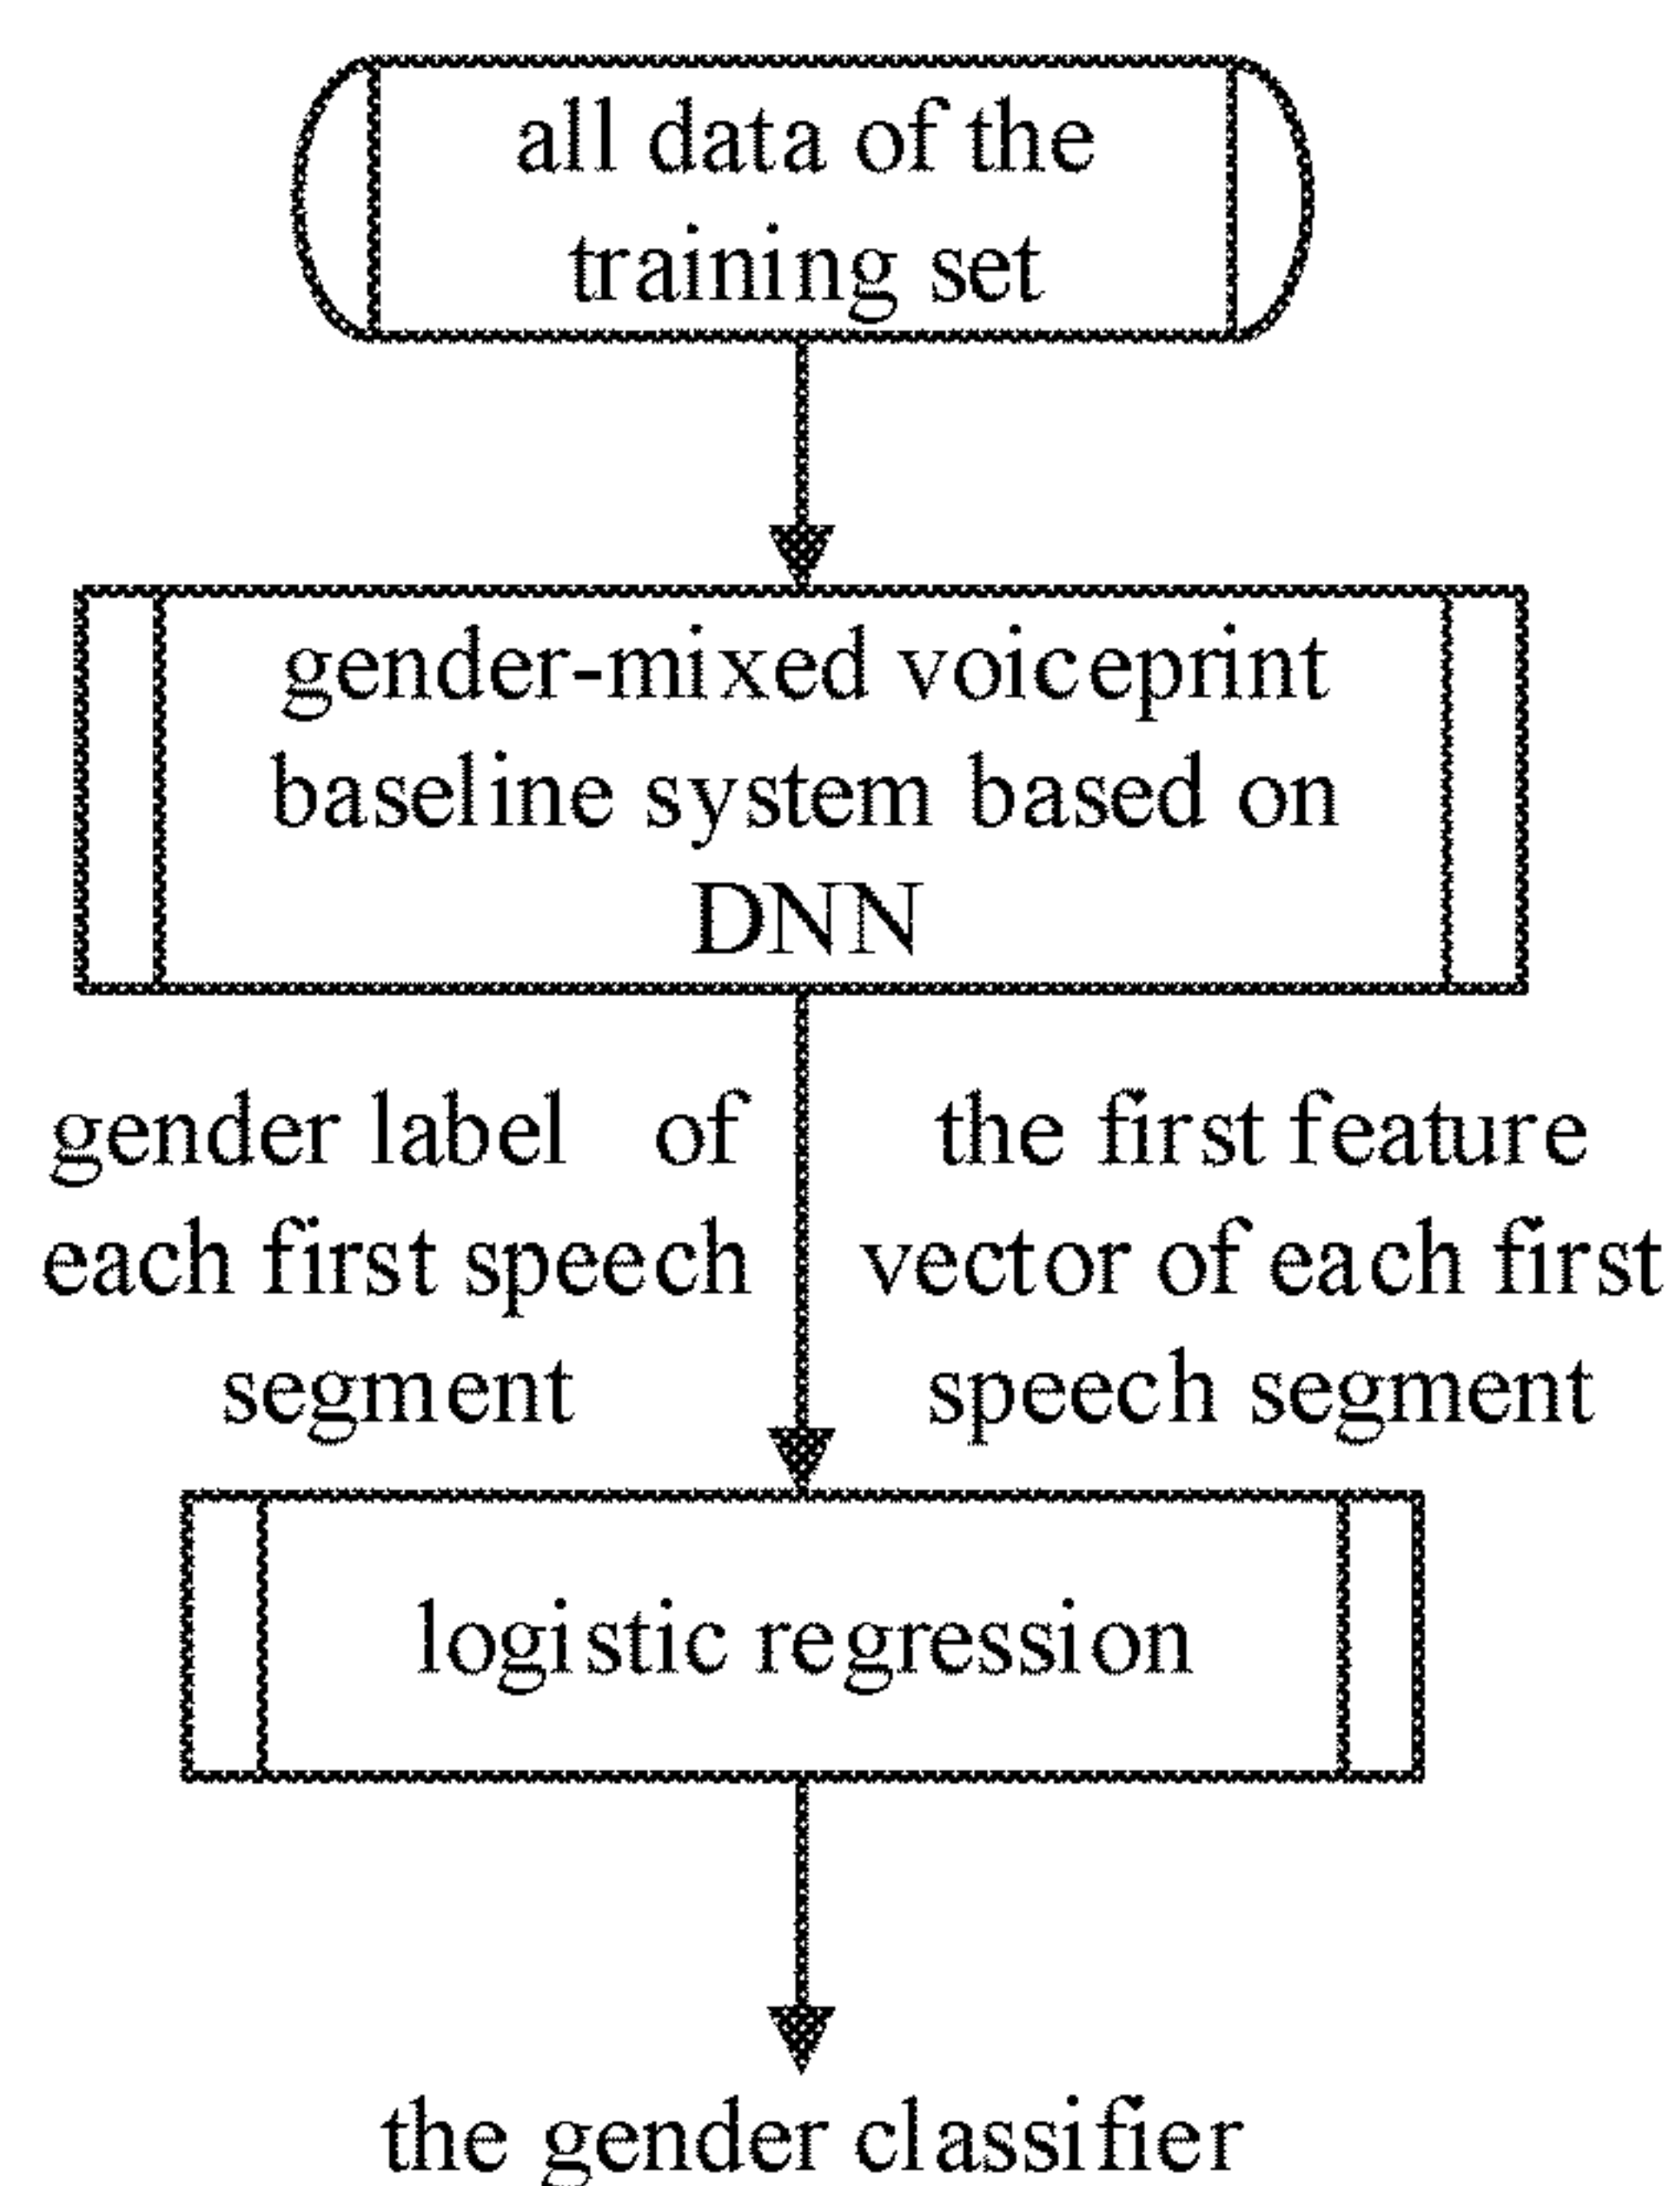 all data of the
training set
gender-mixed voiceprint
baseline system based on
DNN
gender label of
each first speech
segment
the first feature
vector of each first
speech segment
logistic regression
the gender classifier